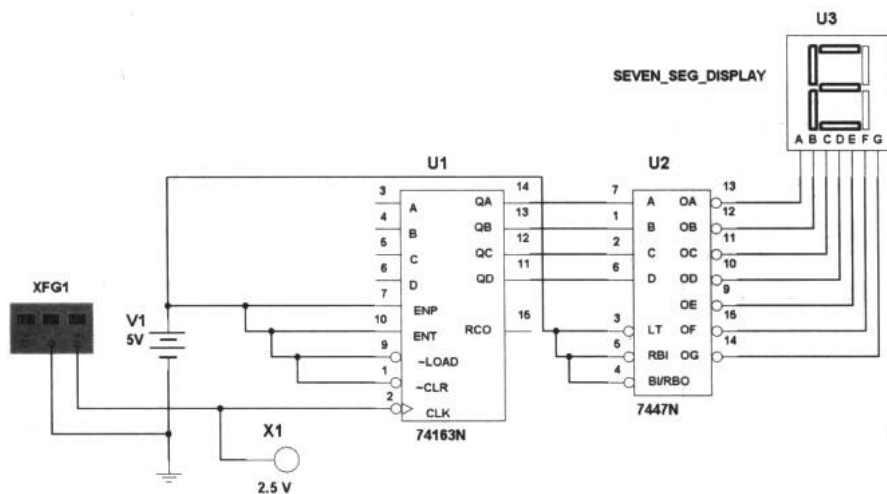 U3
SEVEN_SEG_DISPLAY
A B C D E F G
U1
U2
3 A QA 14
4 B QB 13
5 C QC 12
6 D QD 11
7 ENP
10 ENT RCO 15
9 ~LOAD
1 ~CLR
2 CLK
74163N
7 A OA 13
1 B OB 12
2 C OC 11
6 D OD 10
OE 9
3 LT OF 15
5 RBI OG 14
4 BI/RBO
7447N
XFG1
V1
5V
X1
2.5 V